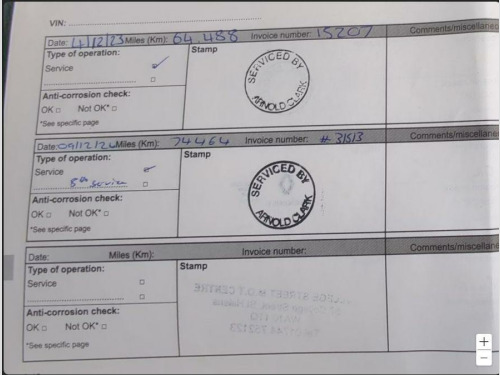 VIN:
Date: 4/12/23 Miles (Km): 64,488 Invoice number: 15207 Comments/miscellane
Type of operation: Stamp
Service ✓
SERVICED BY
ARNOLD CLARK
Anti-corrosion check:
OK □ Not OK* □
*See specific page
Date: 09/12/24 Miles (Km): 74464 Invoice number: # 31513 Comments/miscellane
Type of operation: Stamp
Service ✓
8th Service □
SERVICED BY
ARNOLD CLARK
Anti-corrosion check:
OK □ Not OK* □
*See specific page
Date: Miles (Km): Invoice number: Comments/miscellane
Type of operation: Stamp
Service □
□
Anti-corrosion check:
OK □ Not OK* □
*See specific page